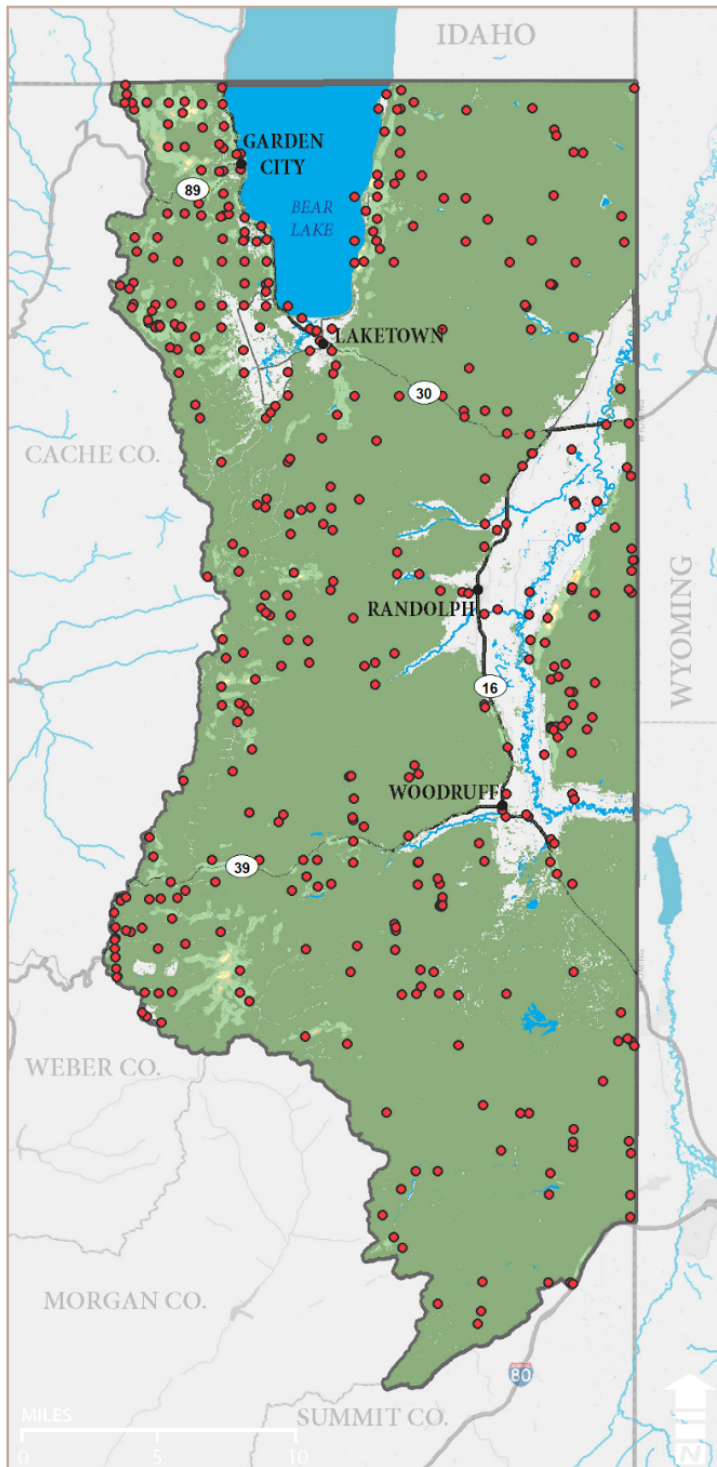 IDAHO
GARDEN
CITY
89
BEAR
LAKE
LAKETOWN
30
CACHE CO.
WYOMING
RANDOLPH
16
WOODRUFF
39
WEBER CO.
MORGAN CO.
80
SUMMIT CO.
MILES
0 5 10
N